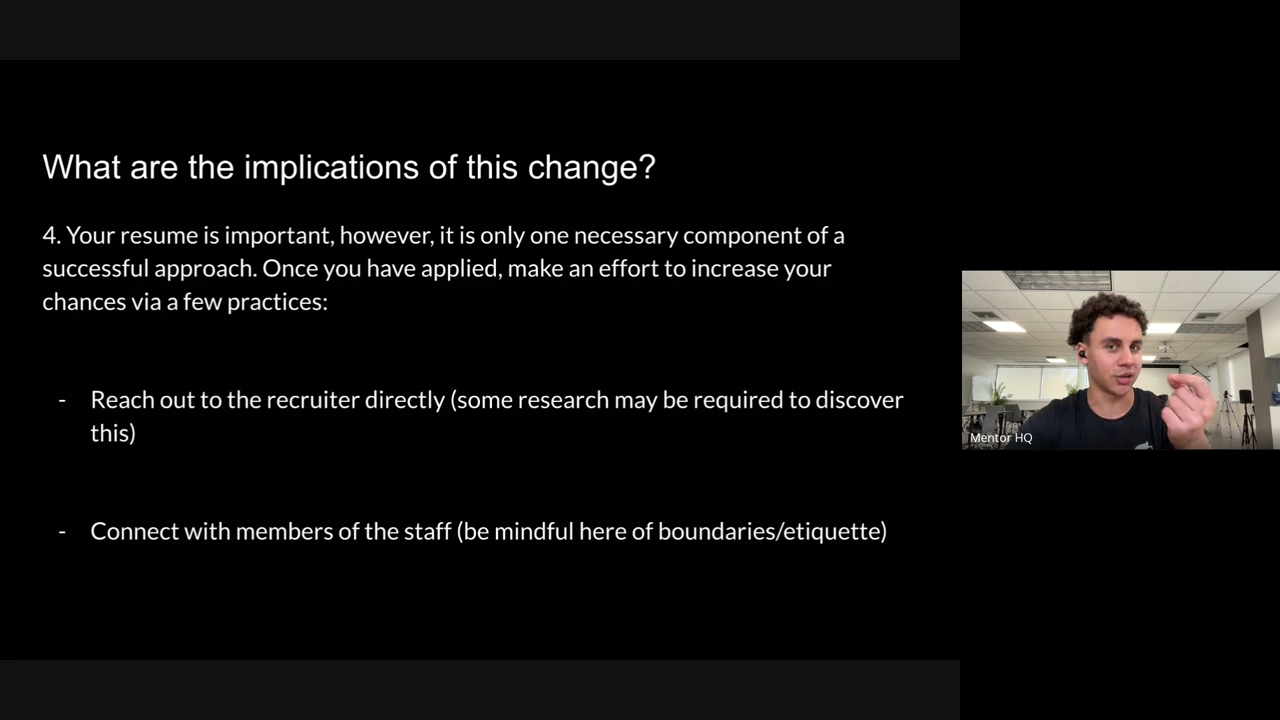 What are the implications of this change?
4. Your resume is important, however, it is only one necessary component of a
successful approach. Once you have applied, make an effort to increase your
chances via a few practices:
- Reach out to the recruiter directly (some research may be required to discover
this)
- Connect with members of the staff (be mindful here of boundaries/etiquette)
Mentor HQ